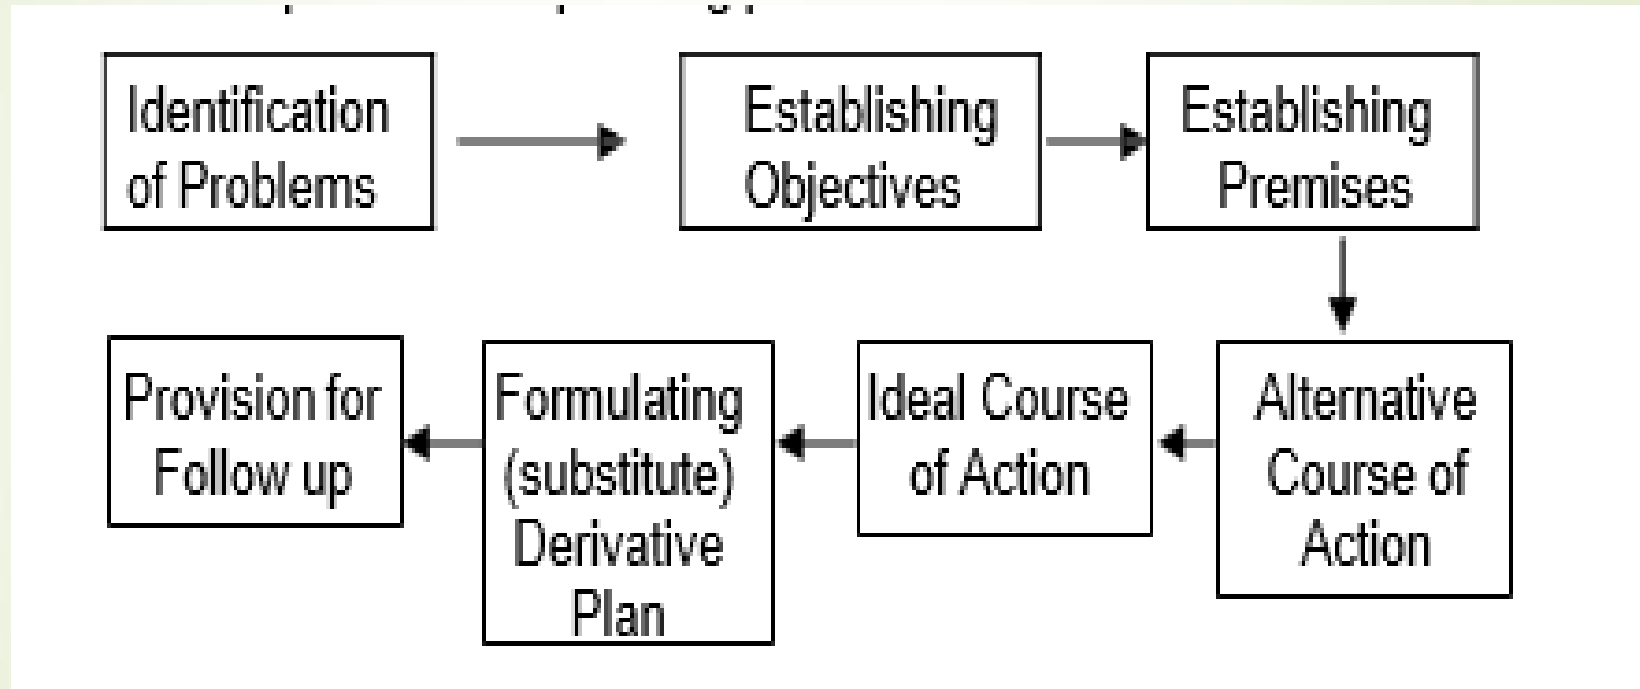 Identification
of Problems
Establishing
Objectives
Establishing
Premises
Alternative
Course of
Action
Ideal Course
of Action
Formulating
(substitute)
Derivative
Plan
Provision for
Follow up